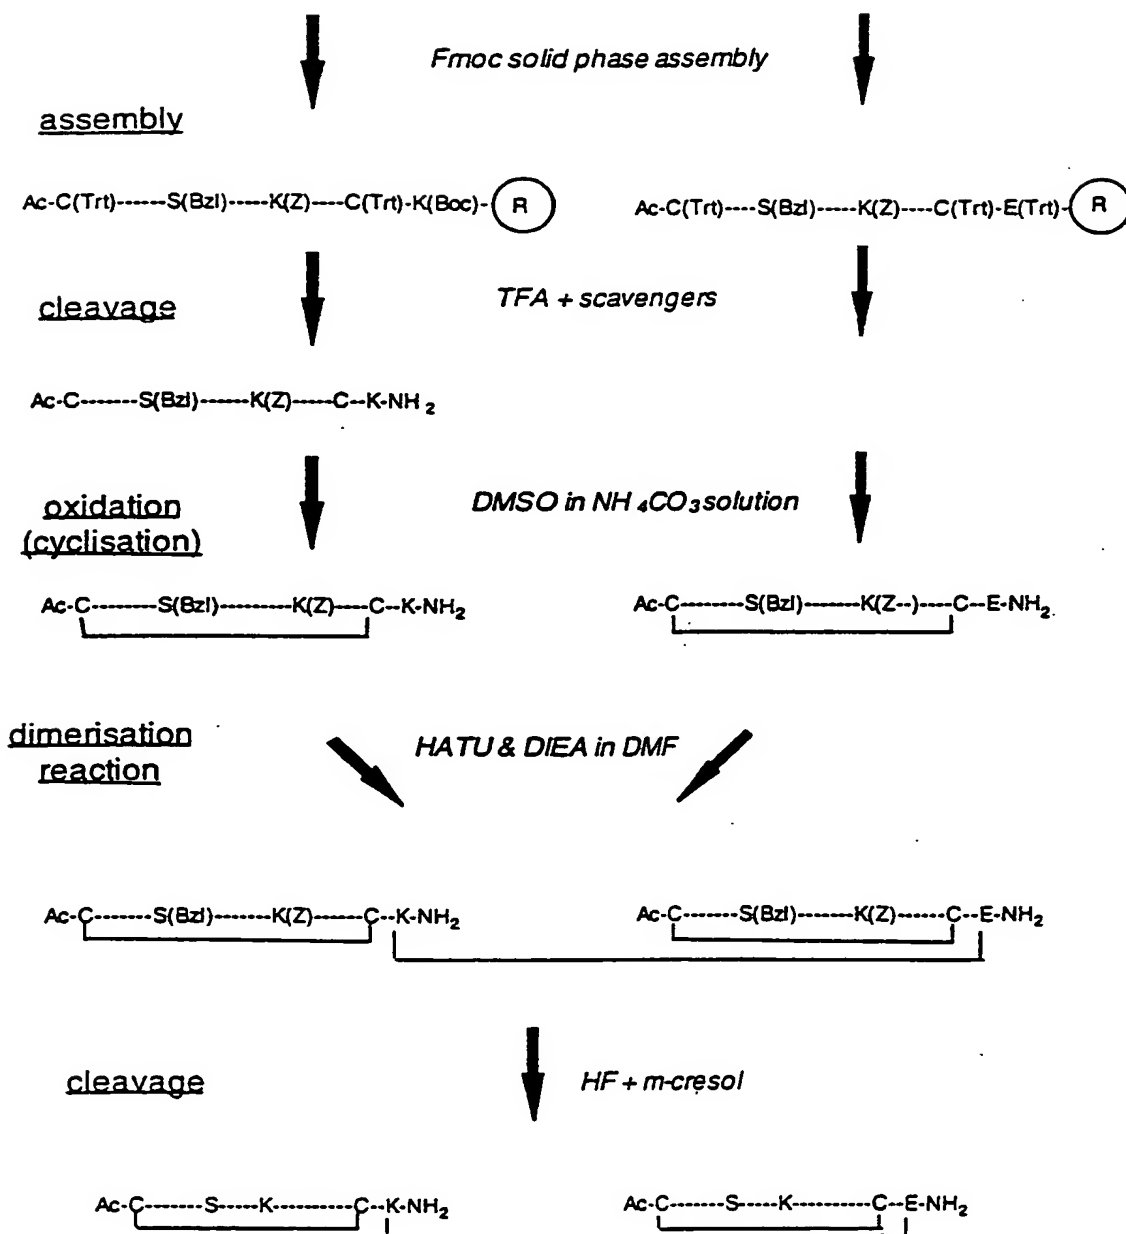 Fmoc solid phase assembly
assembly
Ac-C(Trt)------S(Bzl)-----K(Z)----C(Trt)-K(Boc)- R
Ac-C(Trt)----S(Bzl)-----K(Z)----C(Trt)-E(Trt)- R
cleavage
TFA + scavengers
Ac-C-------S(Bzl)------K(Z)-----C--K-NH2
oxidation
(cyclisation)
DMSO in NH4CO3 solution
Ac-C--------S(Bzl)---------K(Z)----C--K-NH2
Ac-C--------S(Bzl)-------K(Z--)----C--E-NH2
dimerisation
reaction
HATU & DIEA in DMF
Ac-C-------S(Bzl)-------K(Z)-----C--K-NH2
Ac-C-------S(Bzl)-------K(Z)------C--E-NH2
cleavage
HF + m-cresol
Ac-C-------S----K---------C--K-NH2
Ac-C-------S----K---------C--E-NH2